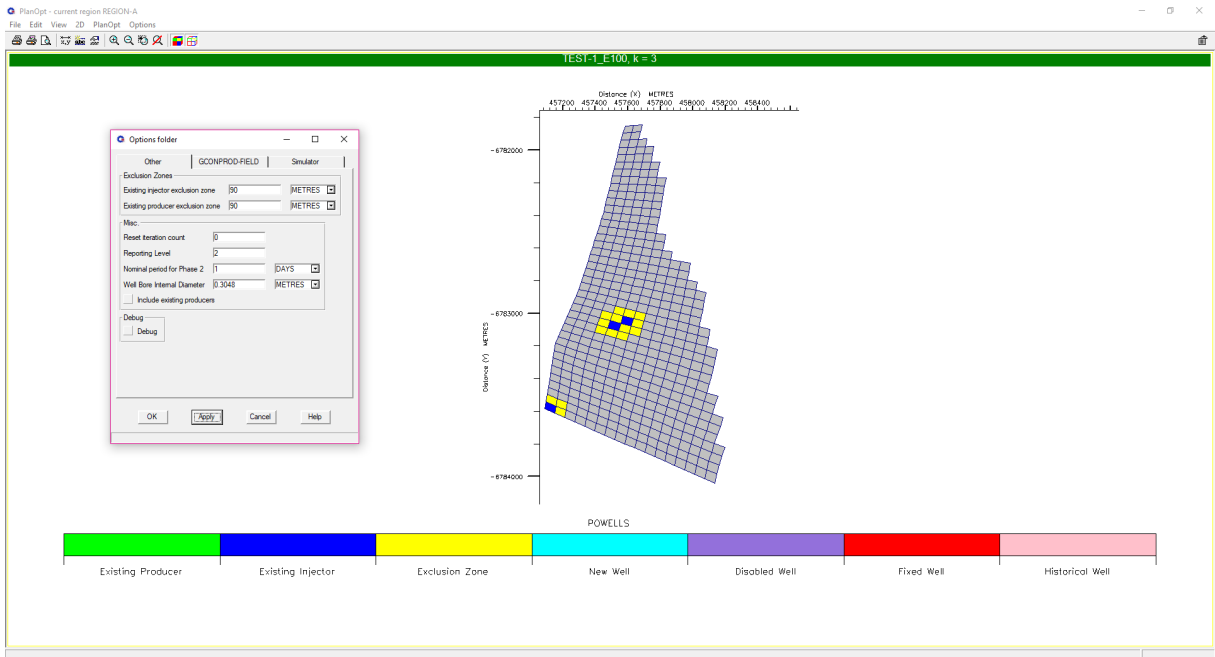 PlanOpt - current region REGION-A
File Edit View 2D PlanOpt Options
TEST-1_E100, k = 3
Distance (X) METRES
457200 457400 457600 457800 458000 458200 458400
-6782000
-6783000
-6784000
Distance (Y) METRES
Options folder
Other GCONPROD-FIELD Simulator
Exclusion Zones
Existing injector exclusion zone 90 METRES
Existing producer exclusion zone 90 METRES
Misc.
Reset iteration count 0
Reporting Level 2
Nominal period for Phase 2 1 DAYS
Well Bore Internal Diameter 0.3048 METRES
Include existing producers
Debug
Debug
OK Apply Cancel Help
POWELLS
Existing Producer Existing Injector Exclusion Zone New Well Disabled Well Fixed Well Historical Well